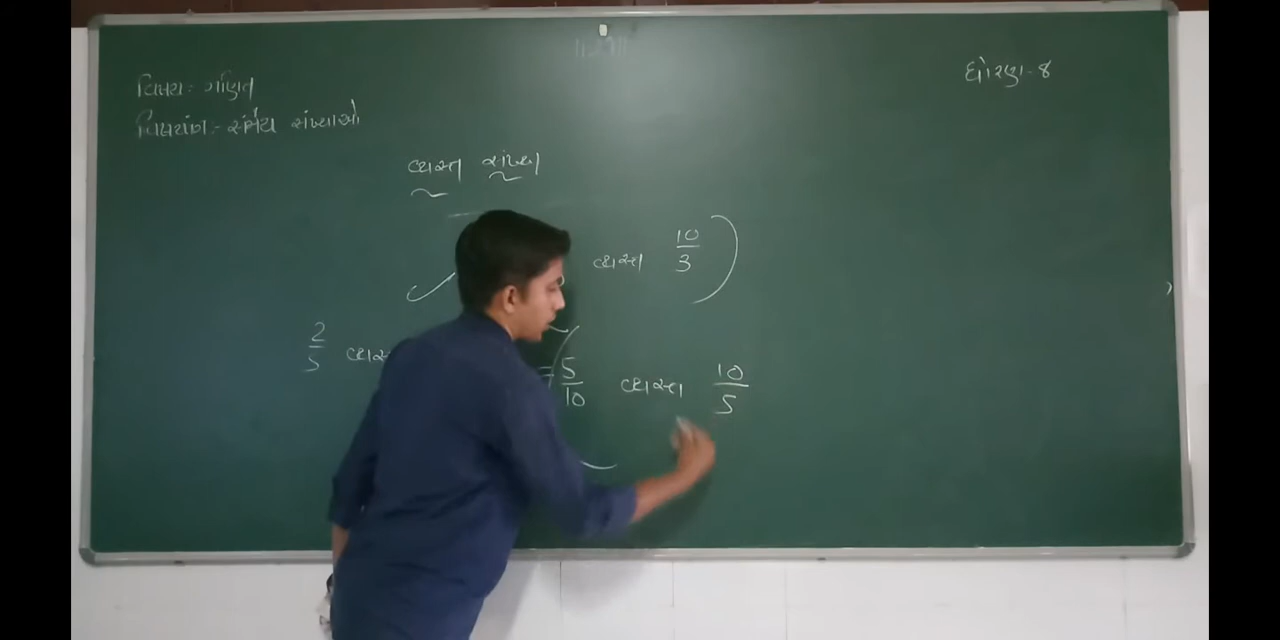 વિષય:- ગણિત
ધોરણ-8
વિષયાંગ:- સંમેય સંખ્યાઓ
વ્યસ્ત સંખ્યા
વ્યસ્ત 10/3
2/5 વ્યસ્ = 5/10 વ્યસ્ત 10/5